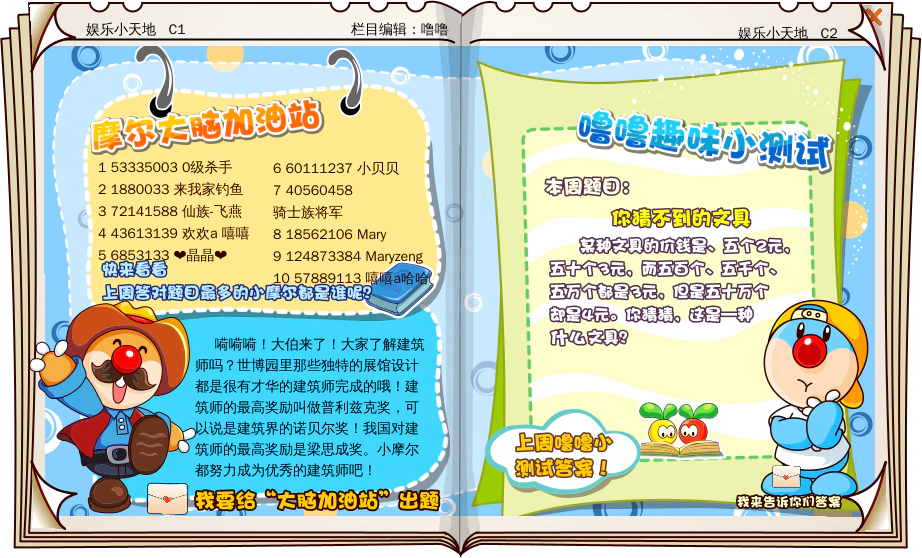 娱乐小天地 C1
栏目编辑：噜噜
摩尔大脑加油站
1 53335003 0级杀手
2 1880033 来我家钓鱼
3 72141588 仙族-飞燕
4 43613139 欢欢a 嘻嘻
5 6853133 ❤晶晶❤
6 60111237 小贝贝
7 40560458
骑士族将军
8 18562106 Mary
9 124873384 Maryzeng
10 57889113 嘻嘻a哈哈
快来看看
上周答对题目最多的小摩尔都是谁呢?
嗬嗬嗬！大伯来了！大家了解建筑
师吗？世博园里那些独特的展馆设计
都是很有才华的建筑师完成的哦！建
筑师的最高奖励叫做普利兹克奖，可
以说是建筑界的诺贝尔奖！我国对建
筑师的最高奖励是梁思成奖。小摩尔
都努力成为优秀的建筑师吧！
我要给“大脑加油站”出题
娱乐小天地 C2
噜噜趣味小测试
本周题目：
你猜不到的文具
某种文具的价钱是、五个2元，
五十个3元，而五百个、五千个、
五万个都是3元，但是五十万个
却是4元。你猜猜，这是一种
什么文具?
上周噜噜小
测试答案！
我来告诉你们答案